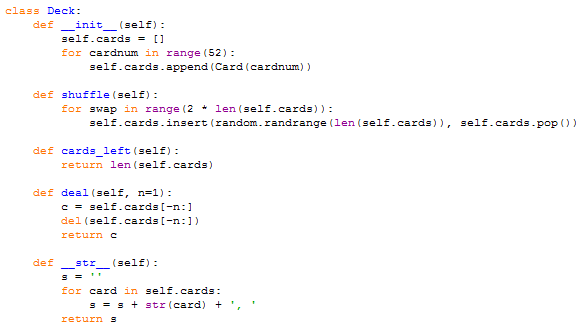 class Deck:
    def __init__(self):
        self.cards = []
        for cardnum in range(52):
            self.cards.append(Card(cardnum))

    def shuffle(self):
        for swap in range(2 * len(self.cards)):
            self.cards.insert(random.randrange(len(self.cards)), self.cards.pop())

    def cards_left(self):
        return len(self.cards)

    def deal(self, n=1):
        c = self.cards[-n:]
        del(self.cards[-n:])
        return c

    def __str__(self):
        s = ''
        for card in self.cards:
            s = s + str(card) + ', '
        return s